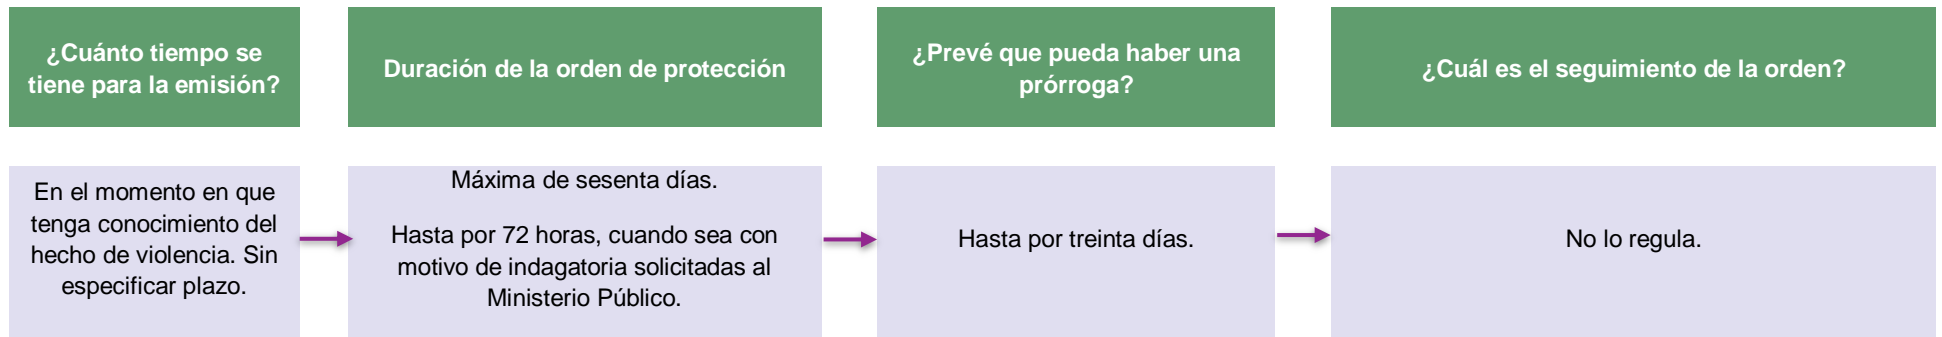 ¿Cuánto tiempo se
tiene para la emisión?
Duración de la orden de protección
¿Prevé que pueda haber una
prórroga?
¿Cuál es el seguimiento de la orden?
En el momento en que
tenga conocimiento del
hecho de violencia. Sin
especificar plazo.
Máxima de sesenta días.
Hasta por 72 horas, cuando sea con
motivo de indagatoria solicitadas al
Ministerio Público.
Hasta por treinta días.
No lo regula.